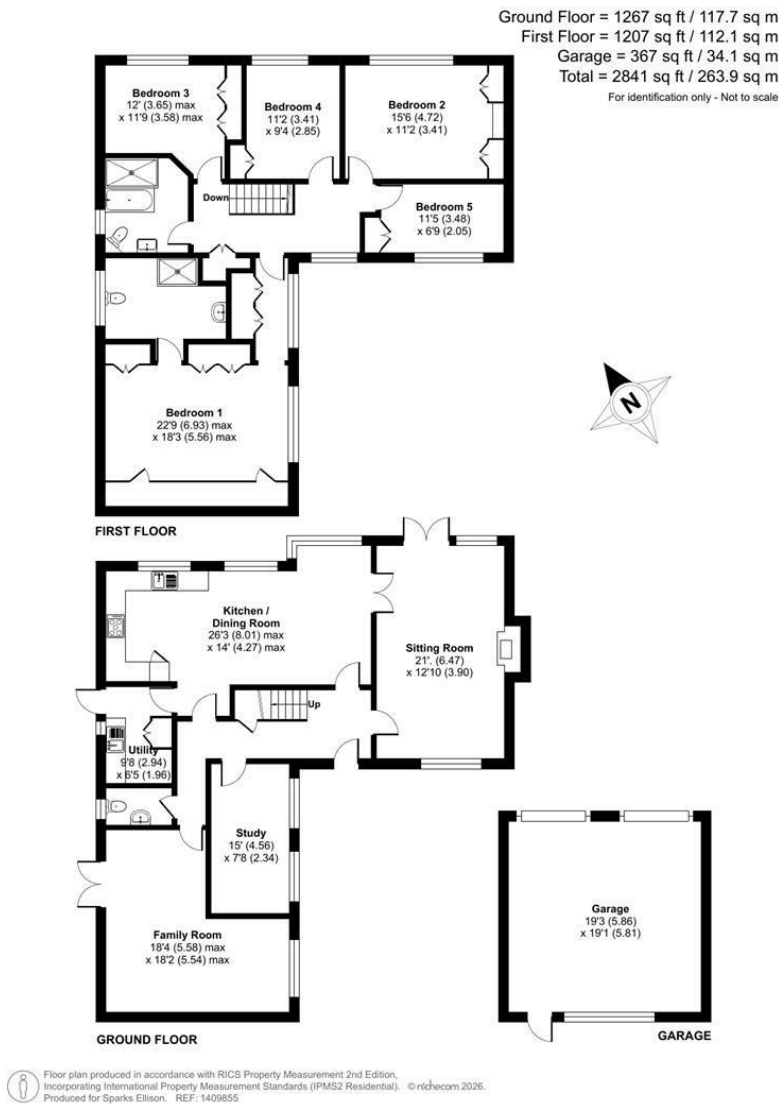 Ground Floor = 1267 sq ft / 117.7 sq m
First Floor = 1207 sq ft / 112.1 sq m
Garage = 367 sq ft / 34.1 sq m
Total = 2841 sq ft / 263.9 sq m
For identification only - Not to scale
Bedroom 3
12' (3.65) max
x 11'9 (3.58) max
Bedroom 4
11'2 (3.41)
x 9'4 (2.85)
Bedroom 2
15'6 (4.72)
x 11'2 (3.41)
Down
Bedroom 5
11'5 (3.48)
x 6'9 (2.05)
Bedroom 1
22'9 (6.93) max
x 18'3 (5.56) max
N
FIRST FLOOR
Kitchen /
Dining Room
26'3 (8.01) max
x 14' (4.27) max
Sitting Room
21'. (6.47)
x 12'10 (3.90)
Up
Utility
9'8 (2.94)
x 6'5 (1.96)
Study
15' (4.56)
x 7'8 (2.34)
Family Room
18'4 (5.58) max
x 18'2 (5.54) max
Garage
19'3 (5.86)
x 19'1 (5.81)
GROUND FLOOR
GARAGE
Floor plan produced in accordance with RICS Property Measurement 2nd Edition,
Incorporating International Property Measurement Standards (IPMS2 Residential). © nichecom 2026.
Produced for Sparks Ellison. REF: 1409855